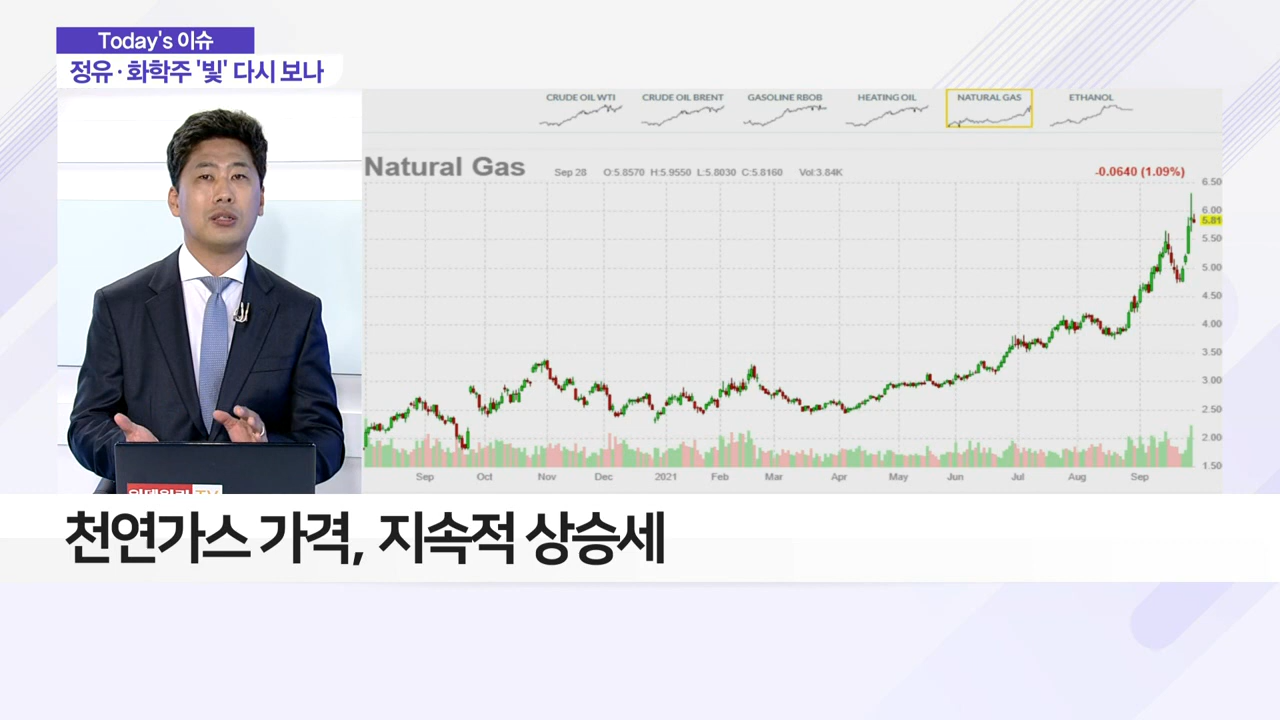 Today's 이슈
정유·화학주 '빛' 다시 보나
CRUDE OIL WTI CRUDE OIL BRENT GASOLINE RBOB HEATING OIL NATURAL GAS ETHANOL
Natural Gas Sep 28 O:5.8570 H:5.9550 L:5.8030 C:5.8160 Vol:3.84K -0.0640 (1.09%)
6.50
6.00
5.81
5.50
5.00
4.50
4.00
3.50
3.00
2.50
2.00
1.50
Sep Oct Nov Dec 2021 Feb Mar Apr May Jun Jul Aug Sep
TV
천연가스 가격, 지속적 상승세